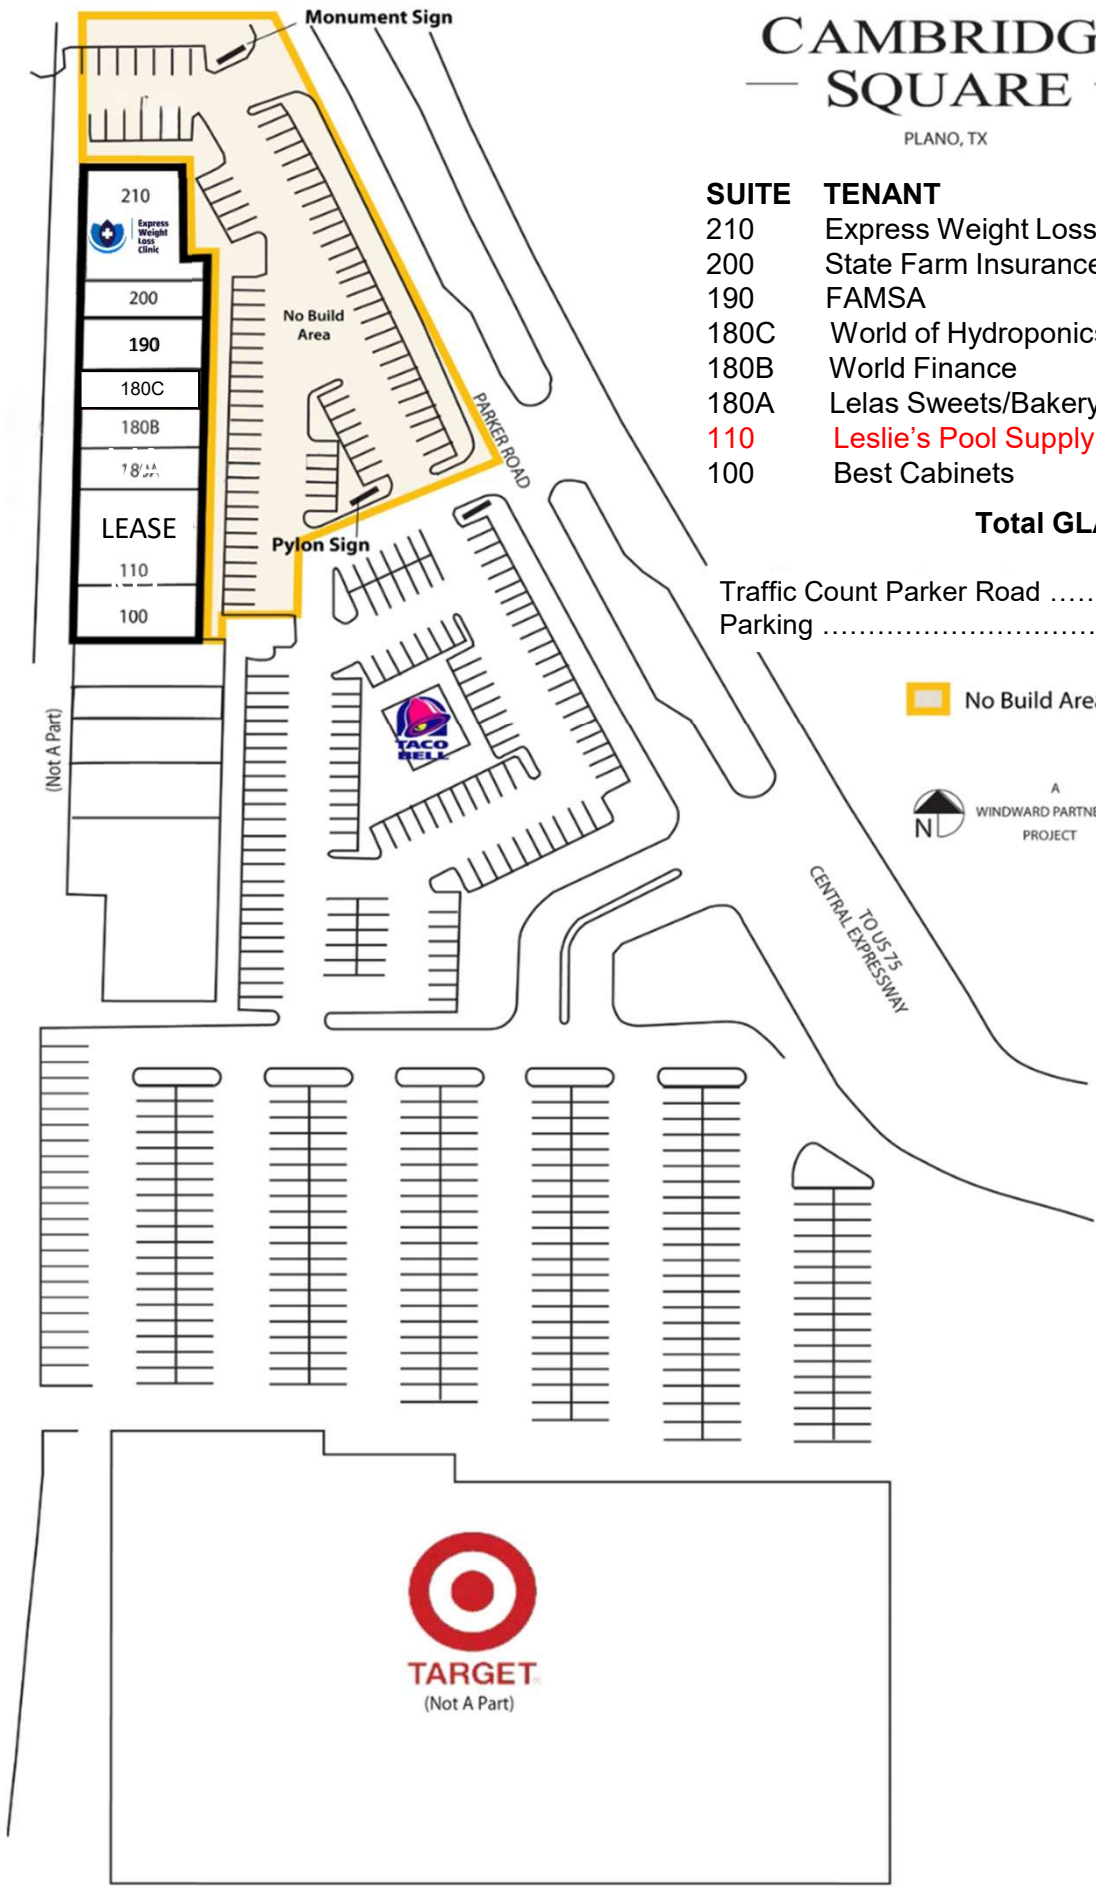 Monument Sign
CAMBRIDG
SQUARE
PLANO, TX
SUITE TENANT
210 Express Weight Loss
200 State Farm Insurance
190 FAMSA
180C World of Hydroponics
180B World Finance
180A Lelas Sweets/Bakery
110 Leslie's Pool Supply
100 Best Cabinets
Total GLA
Traffic Count Parker Road .....
Parking ..............................
No Build Area
N
A
WINDWARD PARTNE
PROJECT
210
Express
Weight
Loss
Clinic
200
190
180C
180B
180A
LEASE
110
100
No Build
Area
PARKER ROAD
Pylon Sign
(Not A Part)
TACO
BELL
TO US 75
CENTRAL EXPRESSWAY
TARGET
(Not A Part)